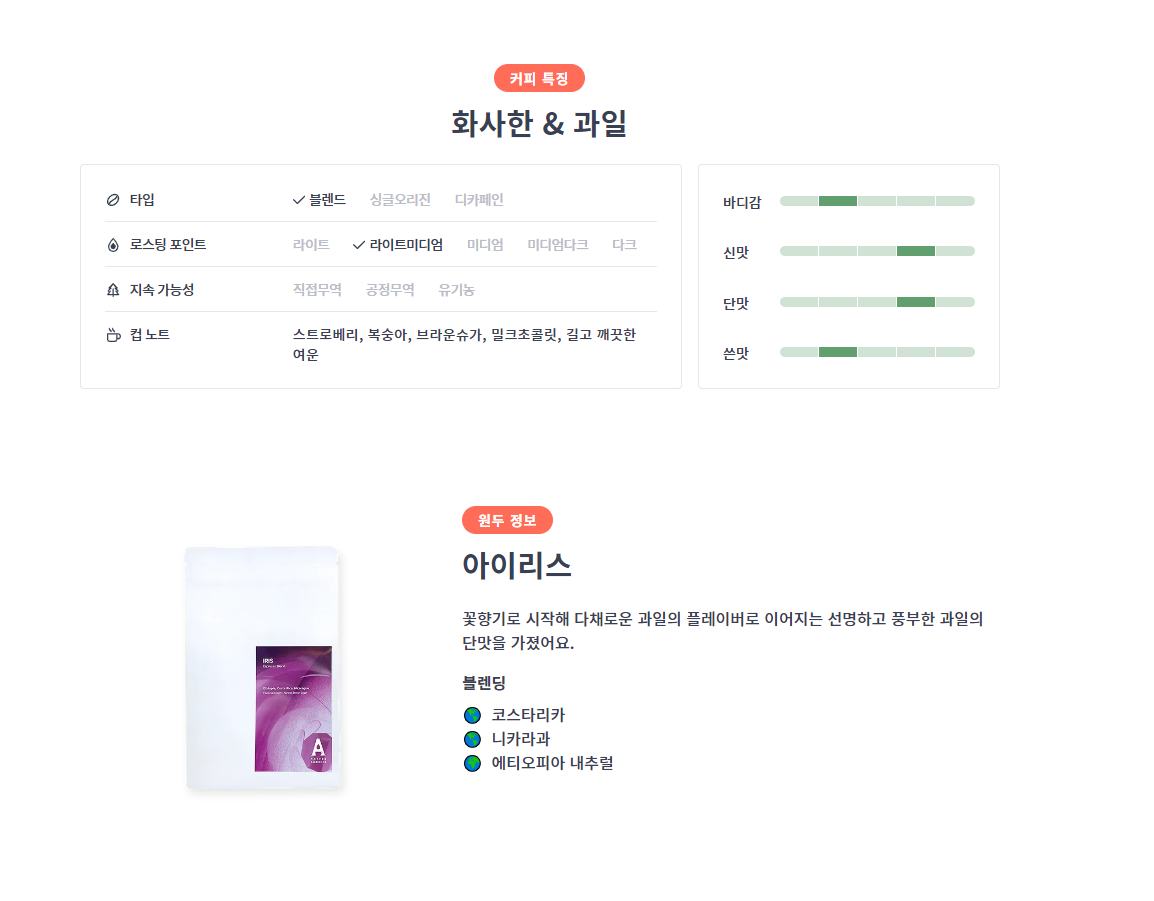 커피 특징
화사한 & 과일
타입
블렌드 싱글오리진 디카페인
로스팅 포인트
라이트 라이트미디엄 미디엄 미디엄다크 다크
지속 가능성
직접무역 공정무역 유기농
컵 노트
스트로베리, 복숭아, 브라운슈가, 밀크초콜릿, 길고 깨끗한
여운
바디감
신맛
단맛
쓴맛
원두 정보
아이리스
꽃향기로 시작해 다채로운 과일의 플레이버로 이어지는 선명하고 풍부한 과일의
단맛을 가졌어요.
블렌딩
코스타리카
니카라과
에티오피아 내추럴
IRIS
A